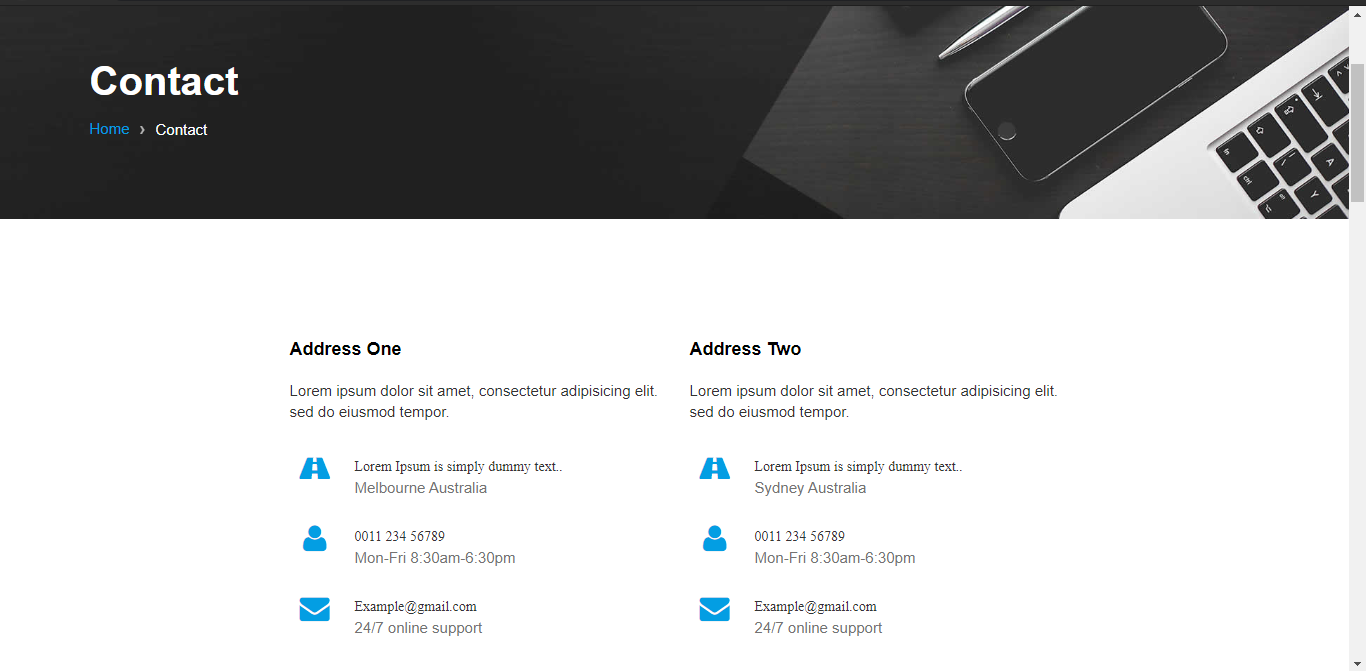 Contact
Home › Contact
Address One
Lorem ipsum dolor sit amet, consectetur adipisicing elit.
sed do eiusmod tempor.
Lorem Ipsum is simply dummy text..
Melbourne Australia
0011 234 56789
Mon-Fri 8:30am-6:30pm
Example@gmail.com
24/7 online support
Address Two
Lorem ipsum dolor sit amet, consectetur adipisicing elit.
sed do eiusmod tempor.
Lorem Ipsum is simply dummy text..
Sydney Australia
0011 234 56789
Mon-Fri 8:30am-6:30pm
Example@gmail.com
24/7 online support